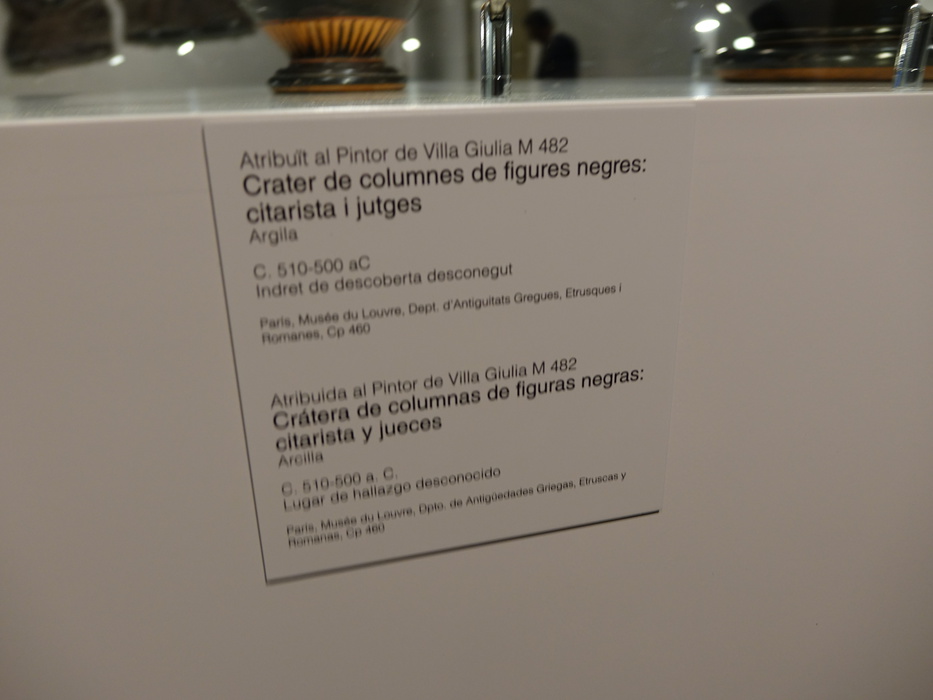 Atribuït al Pintor de Villa Giulia M 482
Crater de columnes de figures negres:
citarista i jutges
Argila
C. 510-500 aC
Indret de descoberta desconegut
París, Musée du Louvre, Dept. d'Antiguitats Gregues, Etrusques i
Romanes, Cp 460
Atribuida al Pintor de Villa Giulia M 482
Crátera de columnas de figuras negras:
citarista y jueces
Arcilla
C. 510-500 a. C.
Lugar de hallazgo desconocido
París, Musée du Louvre, Dpto. de Antigüedades Griegas, Etruscas y
Romanas, Cp 460